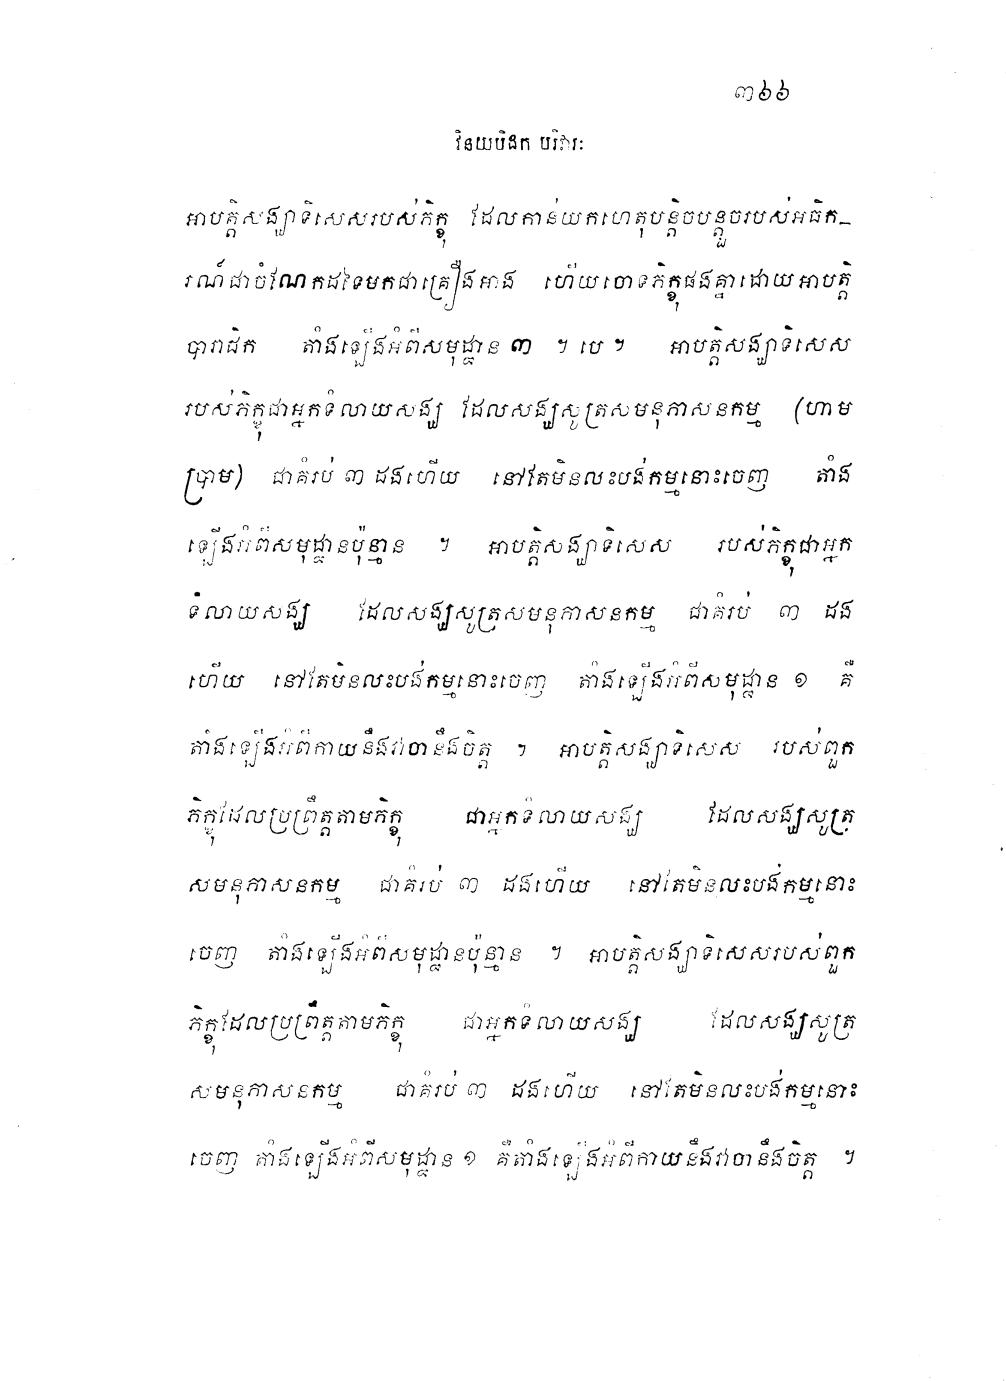 ៣៦៦
វិនយបិដក បរិវារៈ
អាបត្តិសង្ឃាទិសេសរបស់ភិក្ខុ ដែលកាន់យកហេតុបន្តិចបន្តួចរបស់អធិក-
រណ៍ជាចំណែកដទៃមកជាគ្រឿងអាង ហើយចោទភិក្ខុផងគ្នាដោយអាបត្តិ
បារាជិក តាំងឡើងអំពីសមុដ្ឋាន ៣ ។ បេ ។ អាបត្តិសង្ឃាទិសេស
របស់ភិក្ខុជាអ្នកទំលាយសង្ឃ ដែលសង្ឃសូត្រសមនុភាសនកម្ម (ហាម
ប្រាម) ជាគំរប់ ៣ ដងហើយ នៅតែមិនលះបង់កម្មនោះចេញ តាំង
ឡើងអំពីសមុដ្ឋានប៉ុន្មាន ។ អាបត្តិសង្ឃាទិសេស របស់ភិក្ខុជាអ្នក
ទំលាយសង្ឃ ដែលសង្ឃសូត្រសមនុភាសនកម្ម ជាគំរប់ ៣ ដង
ហើយ នៅតែមិនលះបង់កម្មនោះចេញ តាំងឡើងអំពីសមុដ្ឋាន ១ គឺ
តាំងឡើងអំពីកាយនឹងវាចានឹងចិត្ត ។ អាបត្តិសង្ឃាទិសេស របស់ពួក
ភិក្ខុដែលប្រព្រឹត្តតាមភិក្ខុ ជាអ្នកទំលាយសង្ឃ ដែលសង្ឃសូត្រ
សមនុភាសនកម្ម ជាគំរប់ ៣ ដងហើយ នៅតែមិនលះបង់កម្មនោះ
ចេញ តាំងឡើងអំពីសមុដ្ឋានប៉ុន្មាន ។ អាបត្តិសង្ឃាទិសេសរបស់ពួក
ភិក្ខុដែលប្រព្រឹត្តតាមភិក្ខុ ជាអ្នកទំលាយសង្ឃ ដែលសង្ឃសូត្រ
សមនុភាសនកម្ម ជាគំរប់ ៣ ដងហើយ នៅតែមិនលះបង់កម្មនោះ
ចេញ តាំងឡើងអំពីសមុដ្ឋាន ១ គឺតាំងឡើងអំពីកាយនឹងវាចានឹងចិត្ត ។